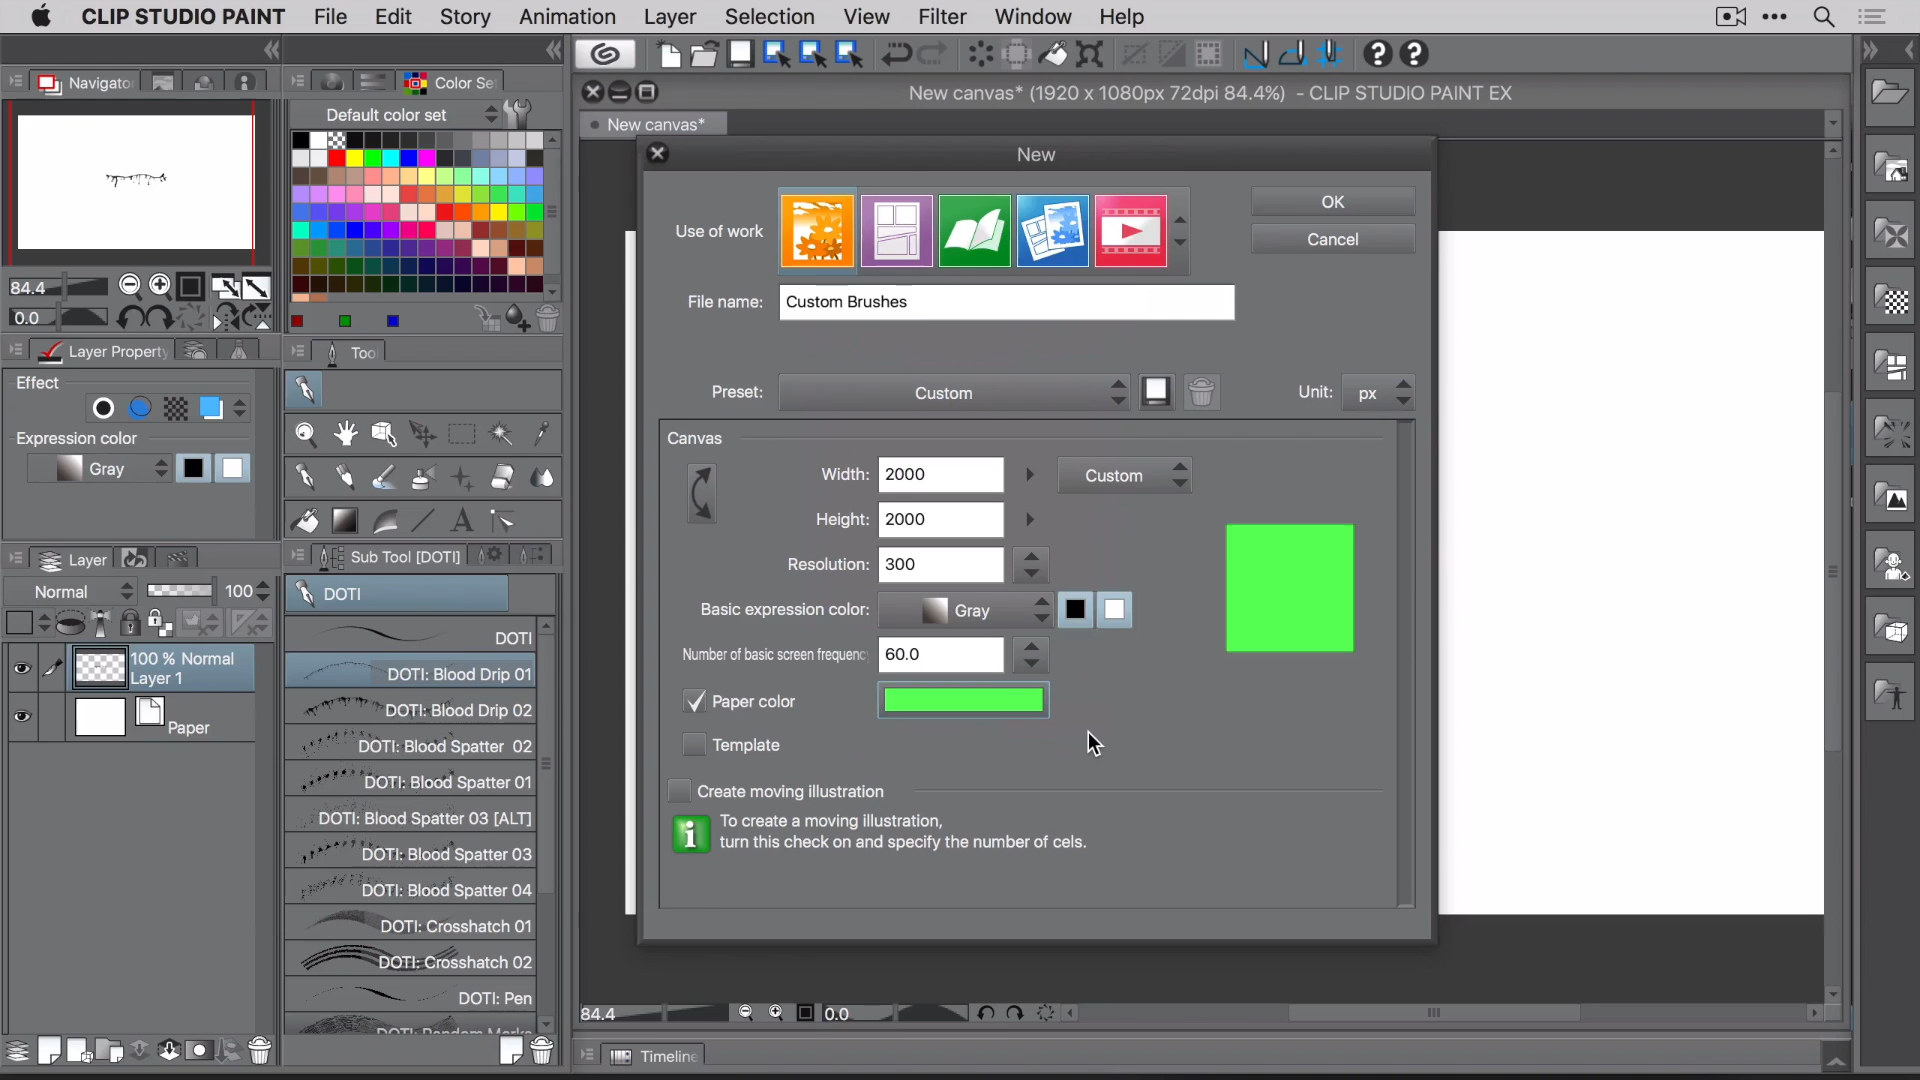 CLIP STUDIO PAINT File Edit Story Animation Layer Selection View Filter Window Help
Navigator
Color Se
Default color set
New canvas* (1920 x 1080px 72dpi 84.4%) - CLIP STUDIO PAINT EX
New canvas*
84.4
0.0
Layer Property
Effect
Expression color
Gray
Too
Layer
Normal
100
100 % Normal
Layer 1
Paper
Sub Tool [DOTI]
DOTI
DOTI
DOTI: Blood Drip 01
DOTI: Blood Drip 02
DOTI: Blood Spatter 02
DOTI: Blood Spatter 01
DOTI: Blood Spatter 03 [ALT]
DOTI: Blood Spatter 03
DOTI: Blood Spatter 04
DOTI: Crosshatch 01
DOTI: Crosshatch 02
DOTI: Pen
DOTI: Random Marks
New
Use of work
OK
Cancel
File name: Custom Brushes
Preset: Custom
Unit: px
Canvas
Width: 2000 Custom
Height: 2000
Resolution: 300
Basic expression color: Gray
Number of basic screen frequenc 60.0
Paper color
Template
Create moving illustration
To create a moving illustration,
turn this check on and specify the number of cels.
84.4 0.0
Timeline